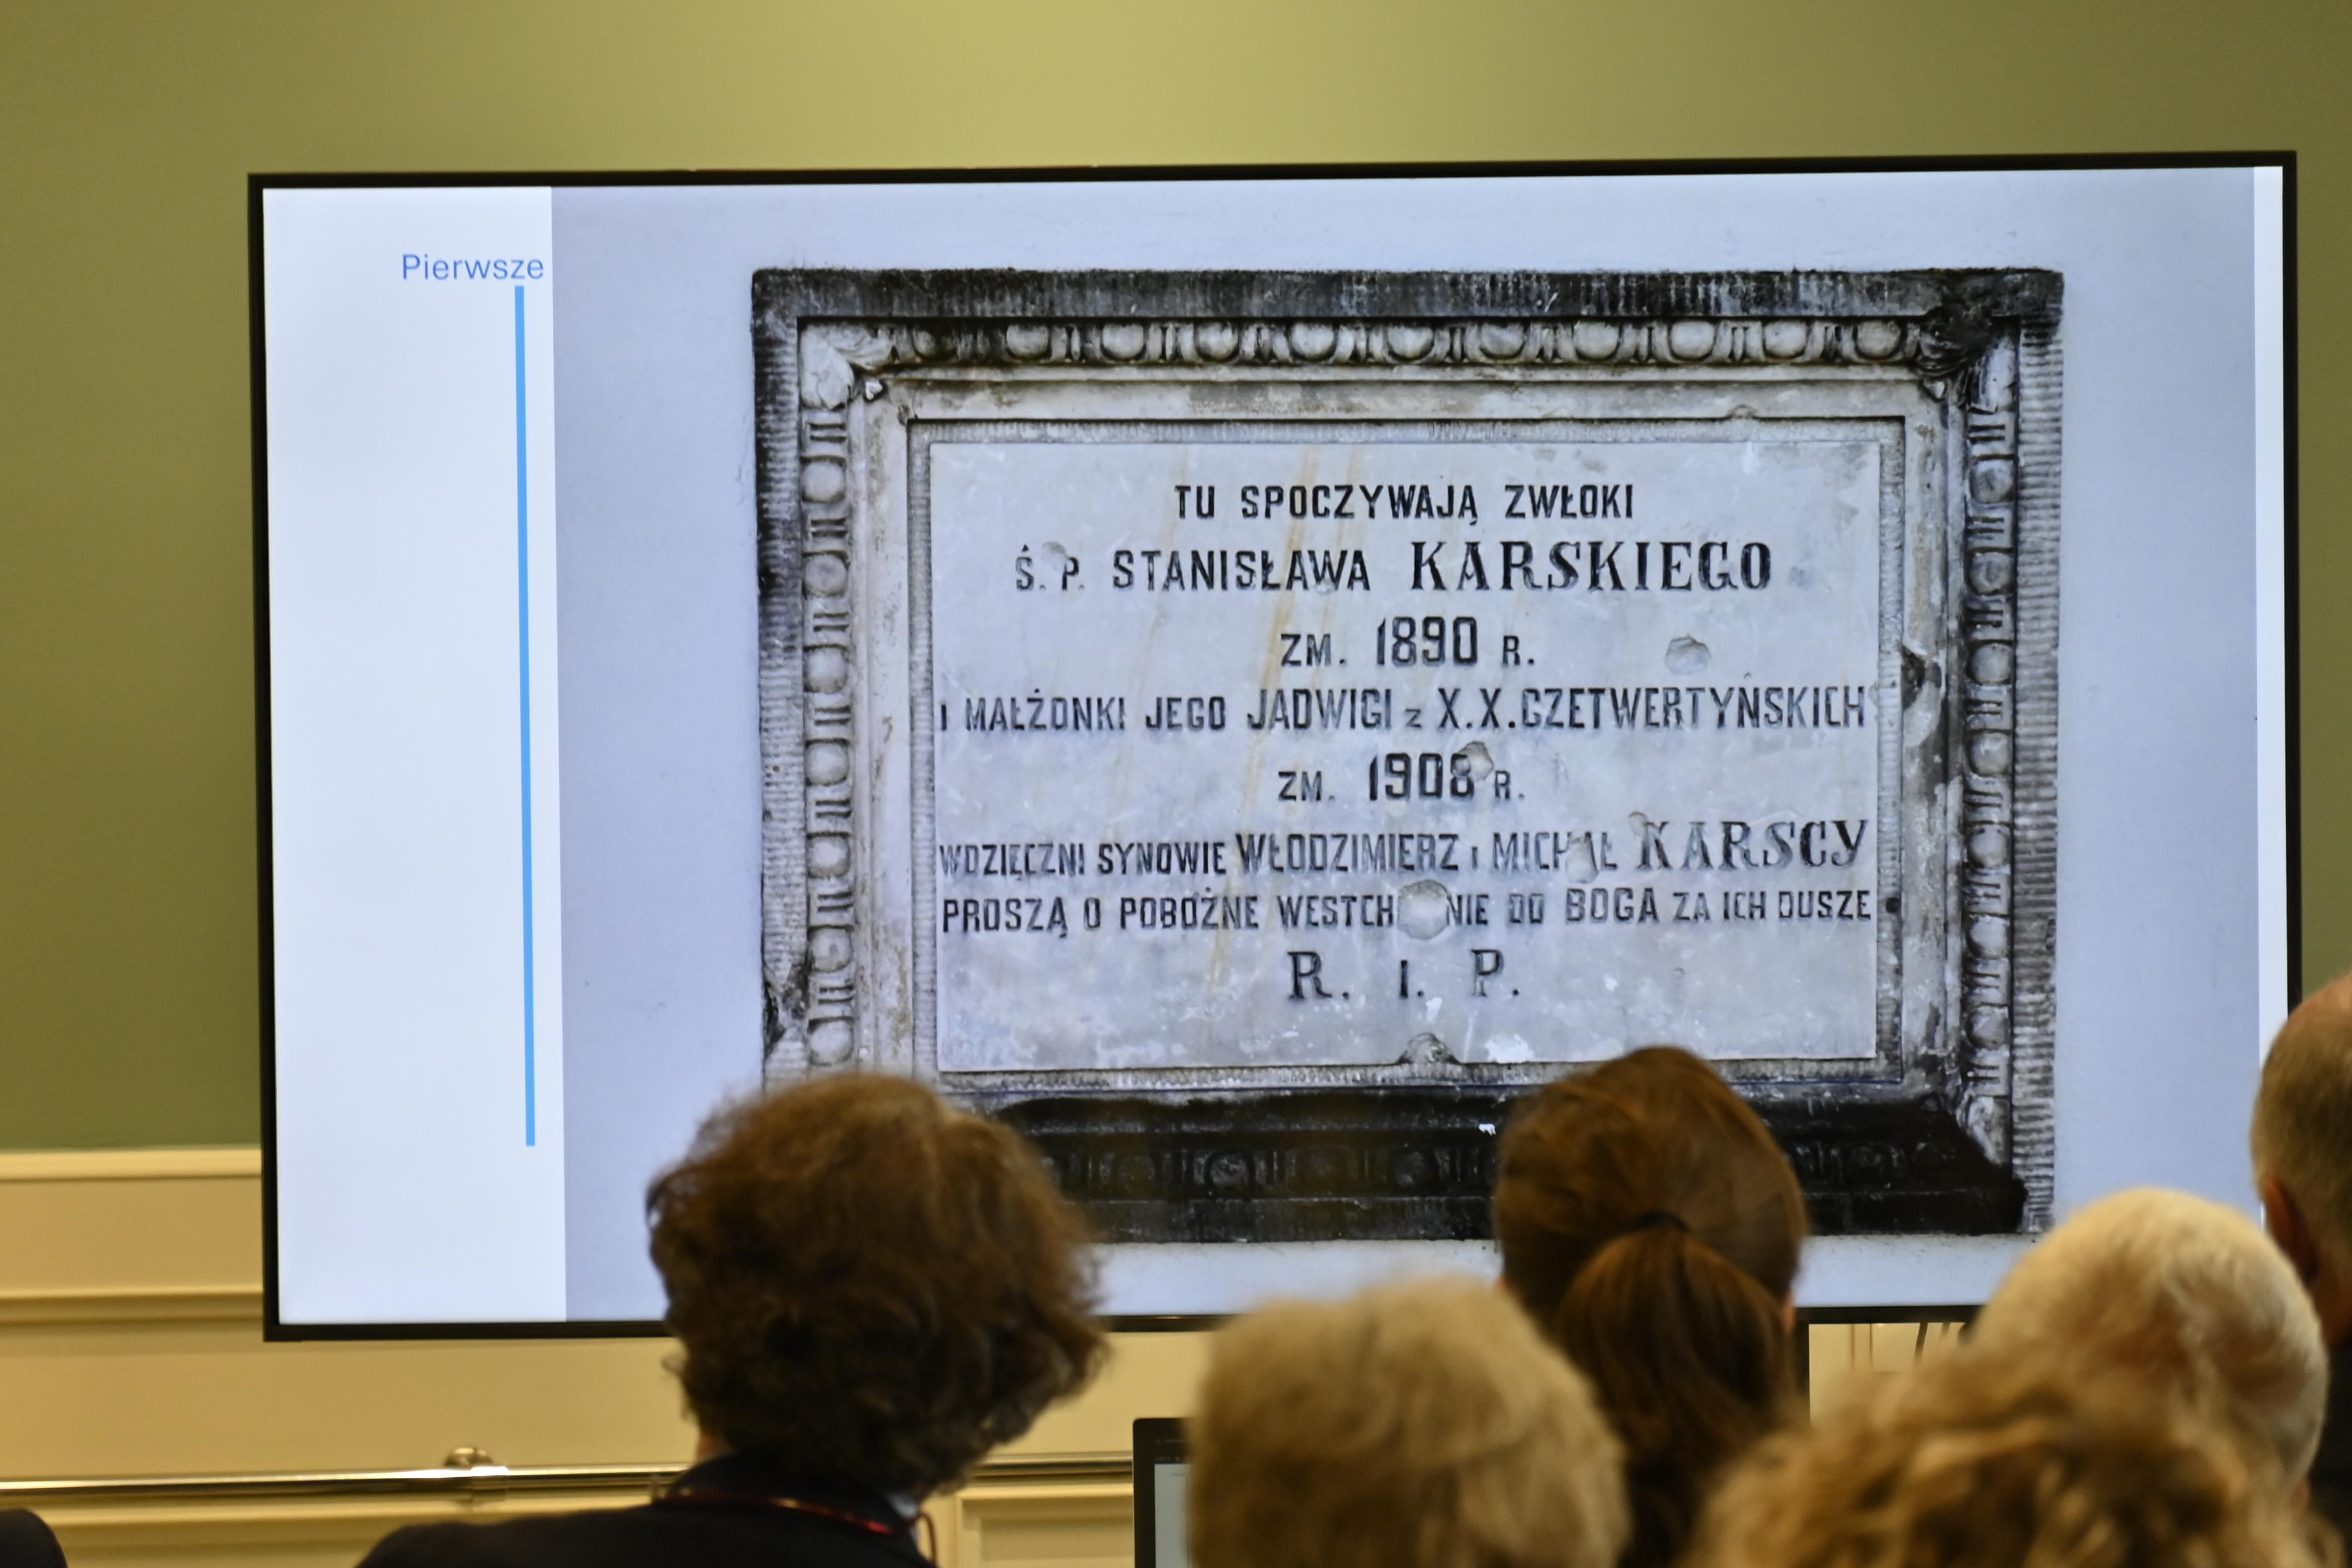 Pierwsze
TU SPOCZYWAJĄ ZWŁOKI
Ś. P. STANISŁAWA KARSKIEGO
ZM. 1890 R.
I MAŁŻONKI JEGO JADWIGI z X.X.CZETWERTYŃSKICH
ZM. 1908 R.
WDZIĘCZNI SYNOWIE WŁODZIMIERZ i MICHAŁ KARSCY
PROSZĄ O POBOŻNE DO BOGA ZA ICH DUSZE
R. I. P.